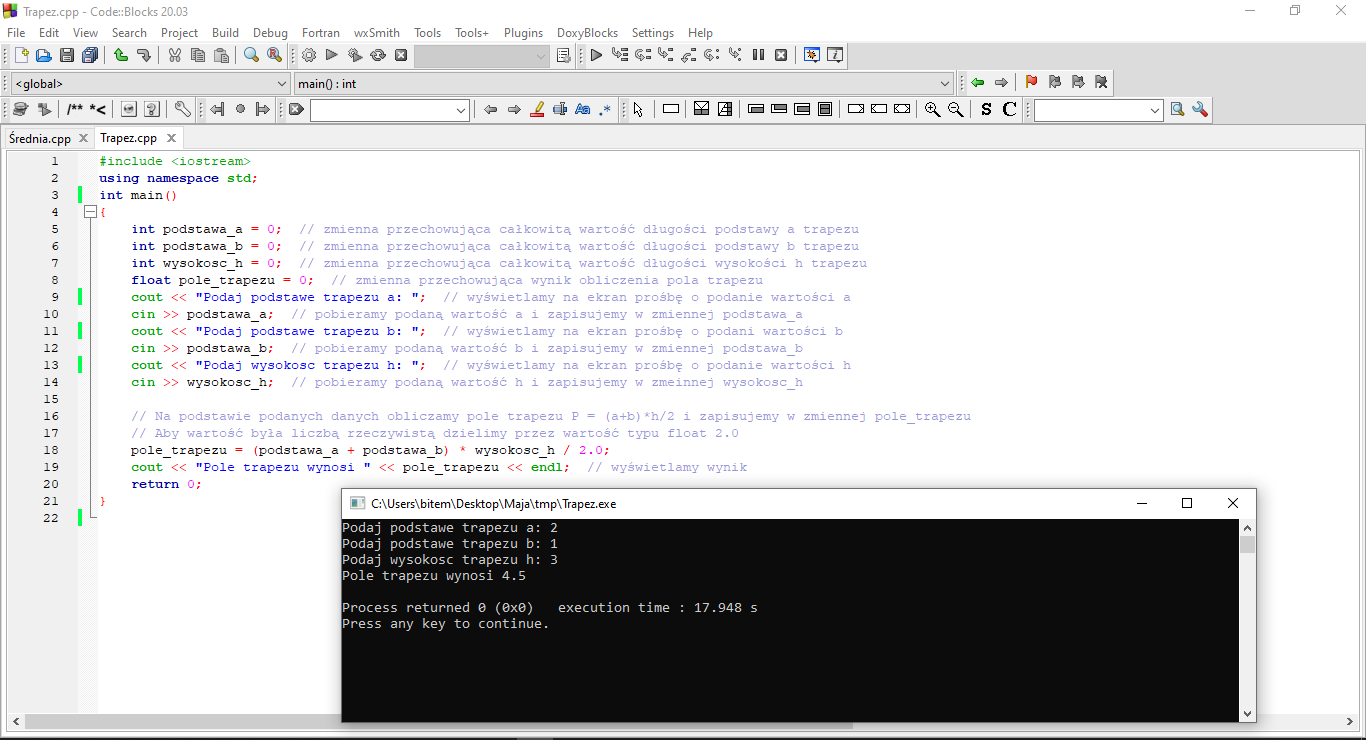 Trapez.cpp - Code::Blocks 20.03
File Edit View Search Project Build Debug Fortran wxSmith Tools Tools+ Plugins DoxyBlocks Settings Help
<global> main() : int
/** *< Aa .* S C
Średnia.cpp Trapez.cpp
1 #include <iostream>
2 using namespace std;
3 int main()
4 {
5 int podstawa_a = 0; // zmienna przechowująca całkowitą wartość długości podstawy a trapezu
6 int podstawa_b = 0; // zmienna przechowująca całkowitą wartość długości podstawy b trapezu
7 int wysokosc_h = 0; // zmienna przechowująca całkowitą wartość długości wysokości h trapezu
8 float pole_trapezu = 0; // zmienna przechowująca wynik obliczenia pola trapezu
9 cout << "Podaj podstawe trapezu a: "; // wyświetlamy na ekran prośbę o podanie wartości a
10 cin >> podstawa_a; // pobieramy podaną wartość a i zapisujemy w zmiennej podstawa_a
11 cout << "Podaj podstawe trapezu b: "; // wyświetlamy na ekran prośbę o podani wartości b
12 cin >> podstawa_b; // pobieramy podaną wartość b i zapisujemy w zmiennej podstawa_b
13 cout << "Podaj wysokosc trapezu h: "; // wyświetlamy na ekran prośbę o podanie wartości h
14 cin >> wysokosc_h; // pobieramy podaną wartość h i zapisujemy w zmeinnej wysokosc_h
15
16 // Na podstawie podanych danych obliczamy pole trapezu P = (a+b)*h/2 i zapisujemy w zmiennej pole_trapezu
17 // Aby wartość była liczbą rzeczywistą dzielimy przez wartość typu float 2.0
18 pole_trapezu = (podstawa_a + podstawa_b) * wysokosc_h / 2.0;
19 cout << "Pole trapezu wynosi " << pole_trapezu << endl; // wyświetlamy wynik
20 return 0;
21 }
22
C:\Users\bitem\Desktop\Maja\tmp\Trapez.exe
Podaj podstawe trapezu a: 2
Podaj podstawe trapezu b: 1
Podaj wysokosc trapezu h: 3
Pole trapezu wynosi 4.5
Process returned 0 (0x0) execution time : 17.948 s
Press any key to continue.